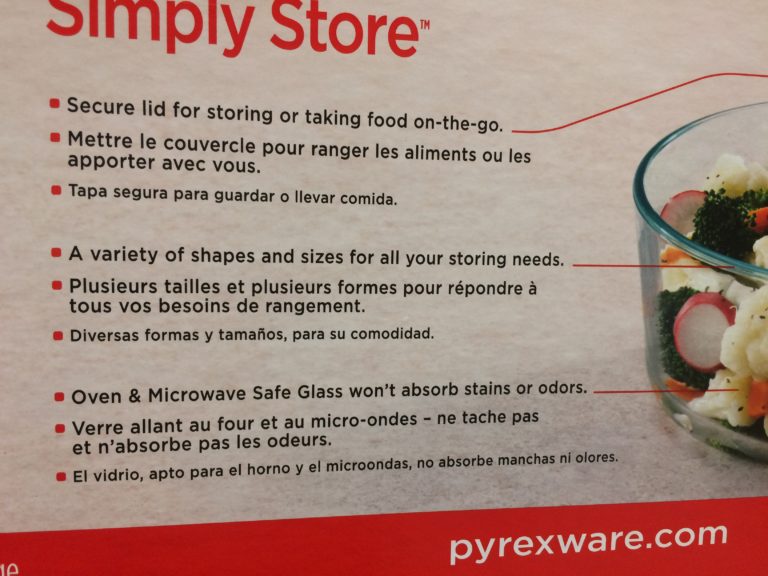 Simply Store™
Secure lid for storing or taking food on-the-go.
Mettre le couvercle pour ranger les aliments ou les
apporter avec vous.
Tapa segura para guardar o llevar comida.
A variety of shapes and sizes for all your storing needs.
Plusieurs tailles et plusieurs formes pour répondre à
tous vos besoins de rangement.
Diversas formas y tamaños, para su comodidad.
Oven & Microwave Safe Glass won't absorb stains or odors.
Verre allant au four et au micro-ondes – ne tache pas
et n'absorbe pas les odeurs.
El vidrio, apto para el horno y el microondas, no absorbe manchas ni olores.
pyrexware.com